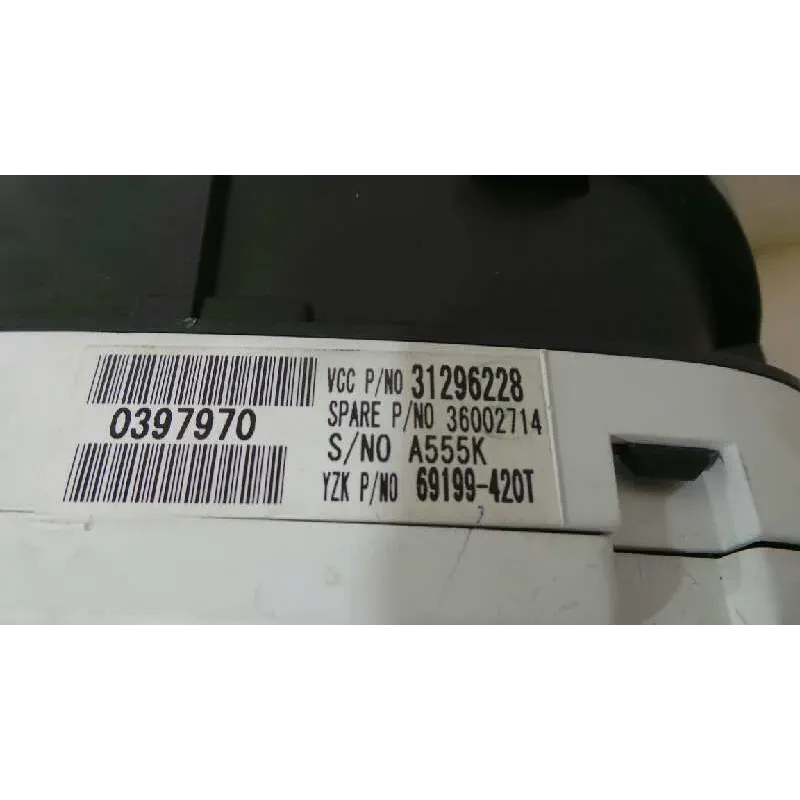 0397970
VCC P/NO 31296228
SPARE P/NO 36002714
S/NO A555K
YZK P/NO 69199-420T